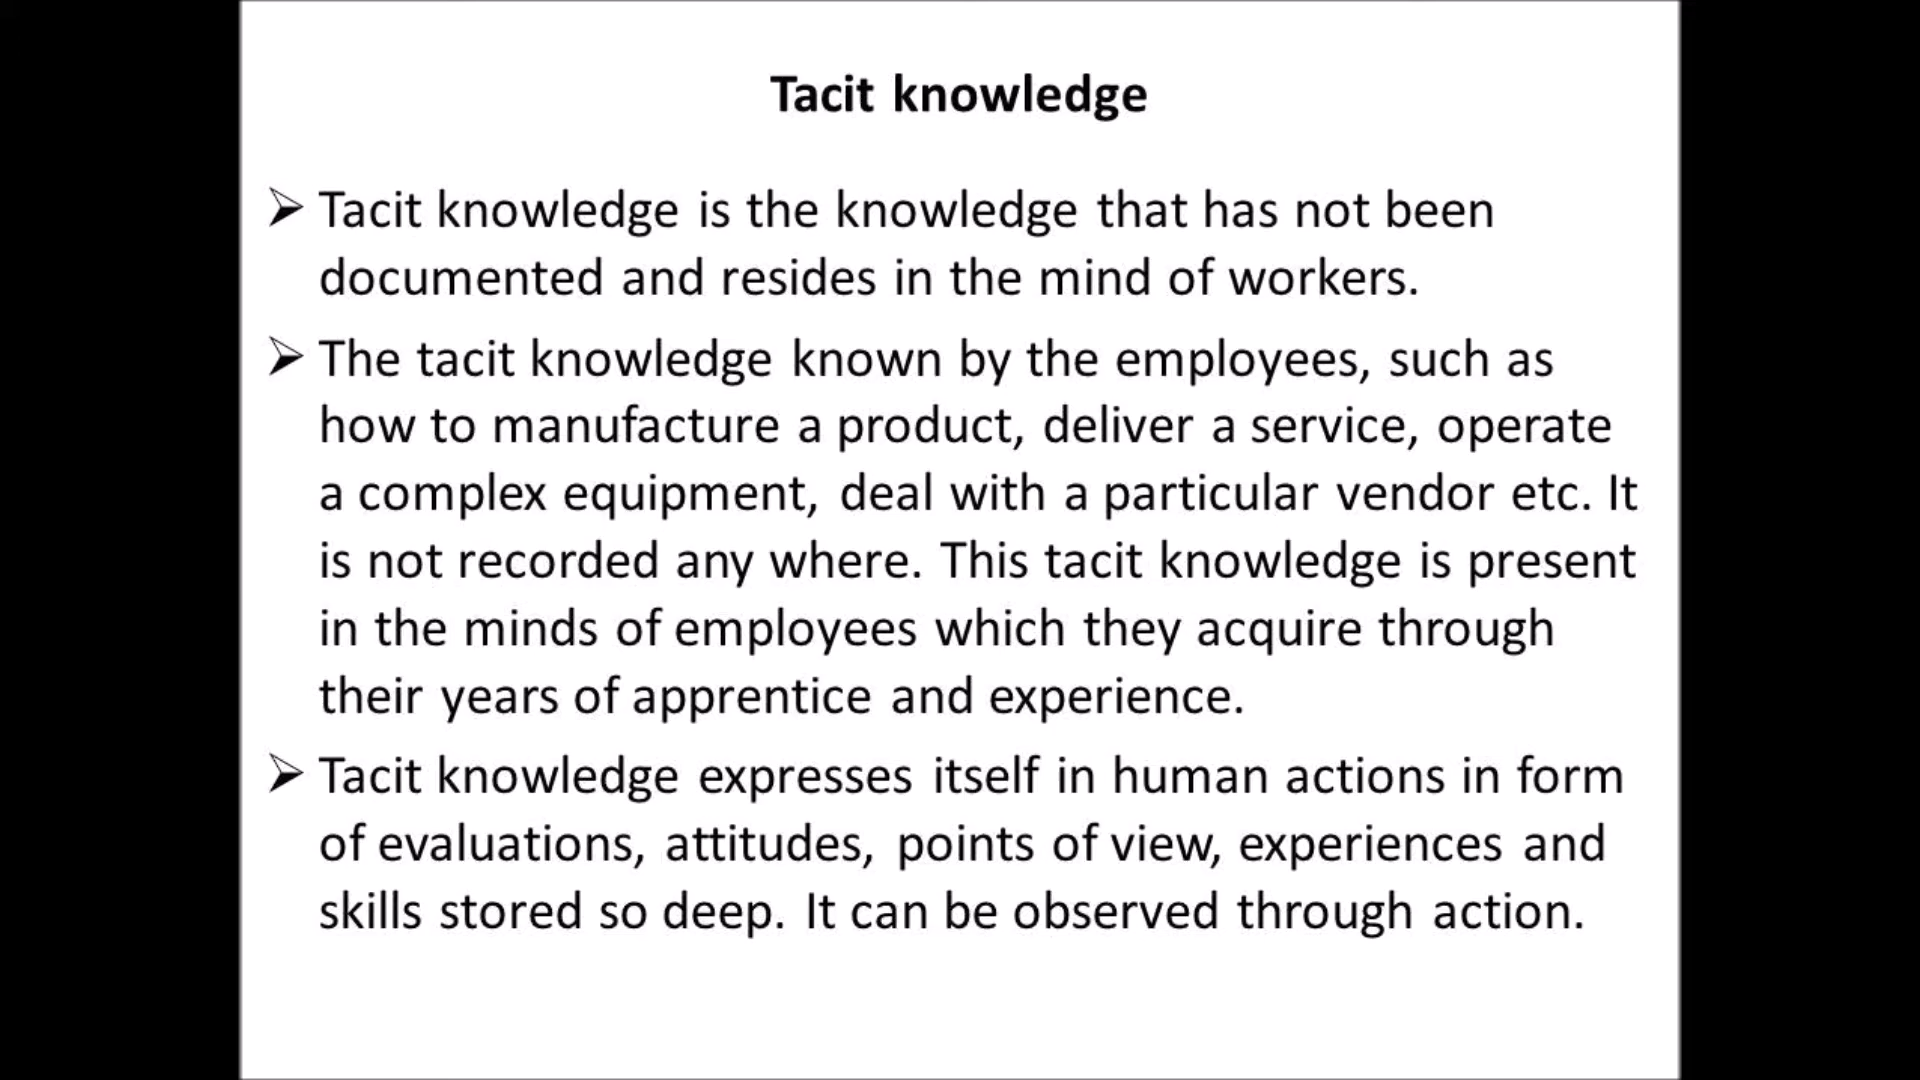 Tacit knowledge
➢ Tacit knowledge is the knowledge that has not been
documented and resides in the mind of workers.
➢ The tacit knowledge known by the employees, such as
how to manufacture a product, deliver a service, operate
a complex equipment, deal with a particular vendor etc. It
is not recorded any where. This tacit knowledge is present
in the minds of employees which they acquire through
their years of apprentice and experience.
➢ Tacit knowledge expresses itself in human actions in form
of evaluations, attitudes, points of view, experiences and
skills stored so deep. It can be observed through action.